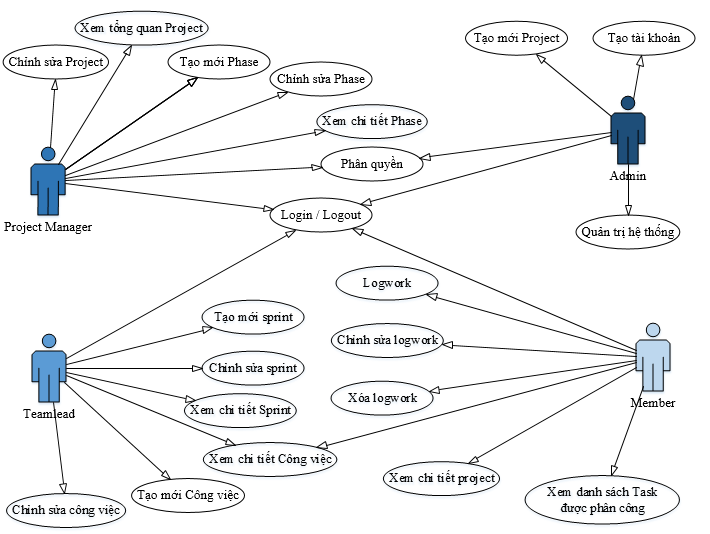 Xem tổng quan Project
Chỉnh sửa Project
Tạo mới Phase
Chỉnh sửa Phase
Xem chi tiết Phase
Phân quyền
Project Manager
Login / Logout
Tạo mới Project
Tạo tài khoản
Admin
Quản trị hệ thống
Logwork
Tạo mới sprint
Chỉnh sửa logwork
Chỉnh sửa sprint
Xóa logwork
Member
Xem chi tiết Sprint
Teamlead
Xem chi tiết Công việc
Xem chi tiết project
Tạo mới Công việc
Xem danh sách Task
được phân công
Chỉnh sửa công việc